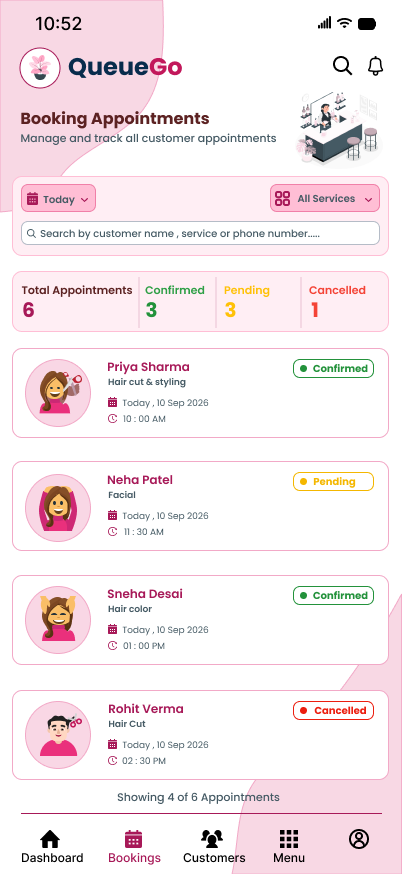 10:52
QueueGo
Booking Appointments
Manage and track all customer appointments
Today
All Services
Search by customer name , service or phone number.....
Total Appointments
6
Confirmed
3
Pending
3
Cancelled
1
Priya Sharma
Confirmed
Hair cut & styling
Today , 10 Sep 2026
10 : 00 AM
Neha Patel
Pending
Facial
Today , 10 Sep 2026
11 : 30 AM
Sneha Desai
Confirmed
Hair color
Today , 10 Sep 2026
01 : 00 PM
Rohit Verma
Cancelled
Hair Cut
Today , 10 Sep 2026
02 : 30 PM
Showing 4 of 6 Appointments
Dashboard
Bookings
Customers
Menu